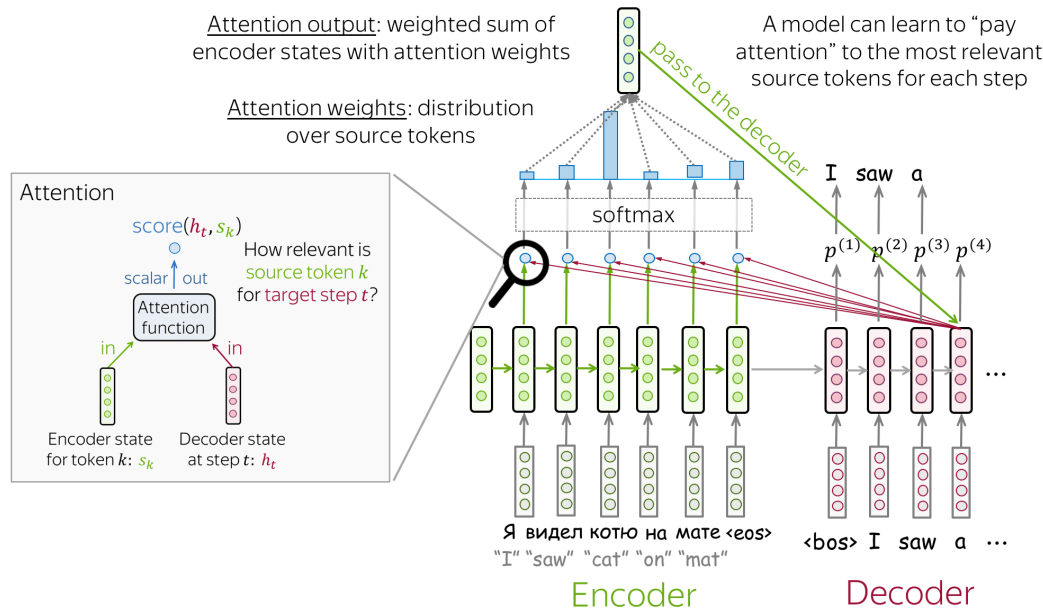 Attention output: weighted sum of
encoder states with attention weights
A model can learn to “pay
attention” to the most relevant
source tokens for each step
pass to the decoder
Attention weights: distribution
over source tokens
Attention
score(hₜ, sₖ)
How relevant is
source token k
for target step t?
scalar out
Attention
function
in in
Encoder state
for token k: sₖ
Decoder state
at step t: hₜ
softmax
I saw a
p⁽¹⁾ p⁽²⁾ p⁽³⁾ p⁽⁴⁾
...
Я видел котю на мате <eos>
“I” “saw” “cat” “on” “mat”
<bos> I saw a ...
Encoder
Decoder